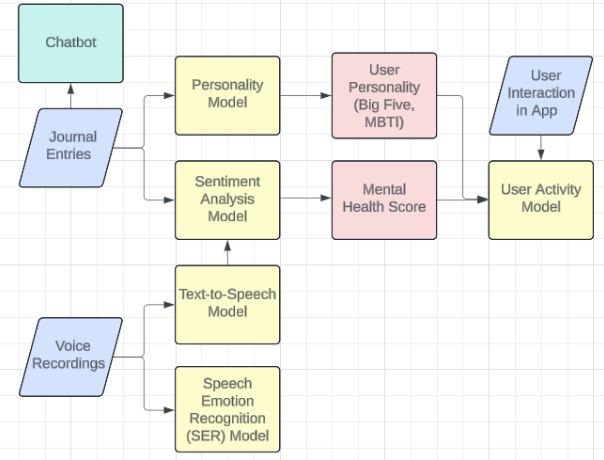 Chatbot
Personality
Model
User
Personality
(Big Five,
MBTI)
User
Interaction
in App
Journal
Entries
Sentiment
Analysis
Model
Mental
Health Score
User Activity
Model
Text-to-Speech
Model
Voice
Recordings
Speech
Emotion
Recognition
(SER) Model